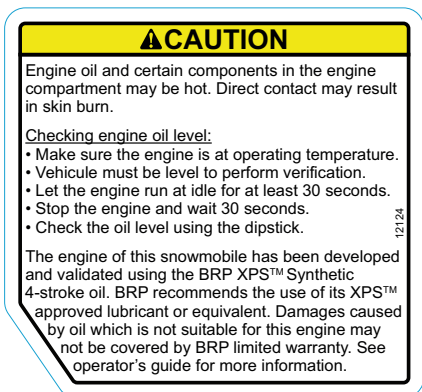 ⚠CAUTION
Engine oil and certain components in the engine
compartment may be hot. Direct contact may result
in skin burn.
Checking engine oil level:
• Make sure the engine is at operating temperature.
• Vehicule must be level to perform verification.
• Let the engine run at idle for at least 30 seconds.
• Stop the engine and wait 30 seconds.
• Check the oil level using the dipstick.
12124
The engine of this snowmobile has been developed
and validated using the BRP XPS™ Synthetic
4-stroke oil. BRP recommends the use of its XPS™
approved lubricant or equivalent. Damages caused
by oil which is not suitable for this engine may
not be covered by BRP limited warranty. See
operator's guide for more information.